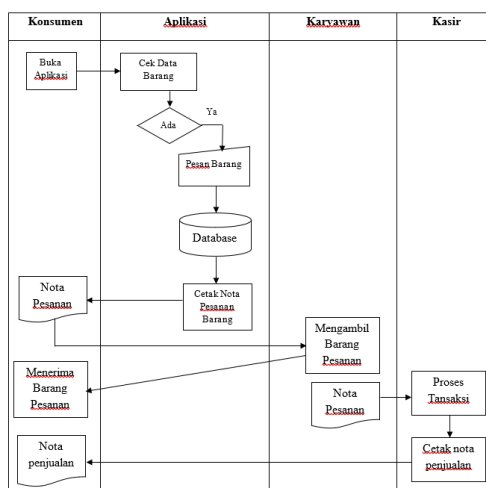 Konsumen
Aplikasi
Karyawan
Kasir
Buka
Aplikasi
Cek Data
Barang
Ada
Ya
Pesan Barang
Database
Cetak Nota
Pesanan
Barang
Nota
Pesanan
Mengambil
Barang
Pesanan
Menerima
Barang
Pesanan
Nota
Pesanan
Proses
Tansaksi
Cetak nota
penjualan
Nota
penjualan